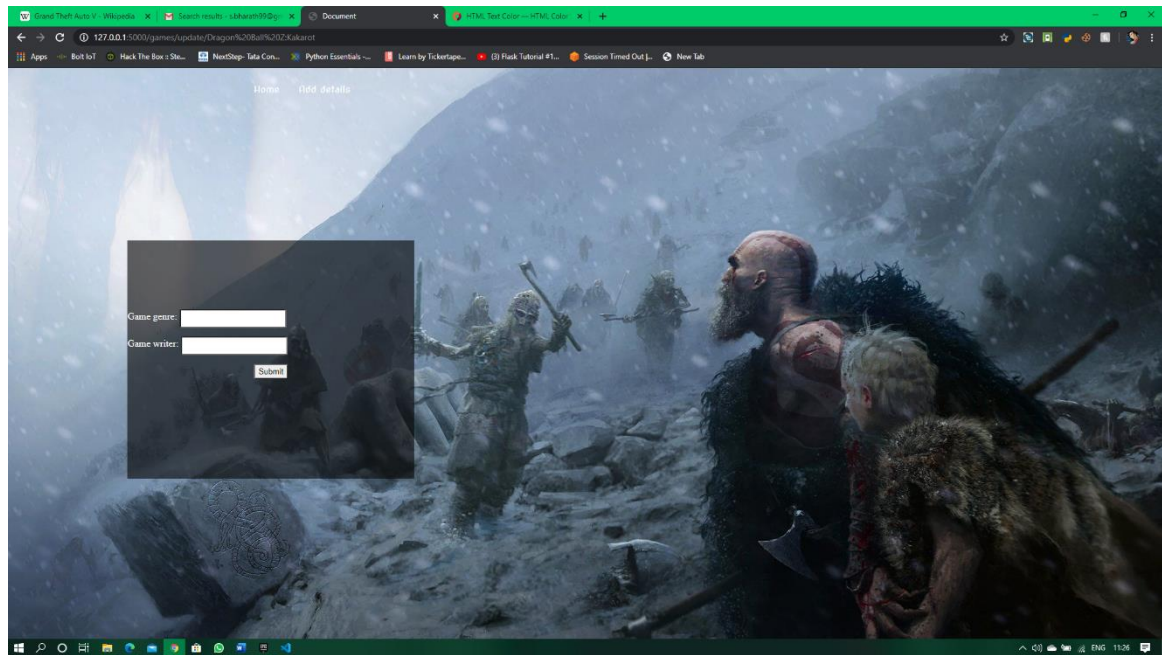 Grand Theft Auto V - Wikipedia
Search results - s.bharath99@gm
Document
HTML Text Color — HTML Color
127.0.0.1:5000/games/update/Dragon%20Ball%20Z:Kakarot
Apps
Bolt IoT
Hack The Box :: Ste...
NextStep- Tata Con...
Python Essentials -...
Learn by Tickertape...
(3) Flask Tutorial #1...
Session Timed Out |...
New Tab
Home Add details
Game genre:
Game writer:
Submit
ENG 11:26